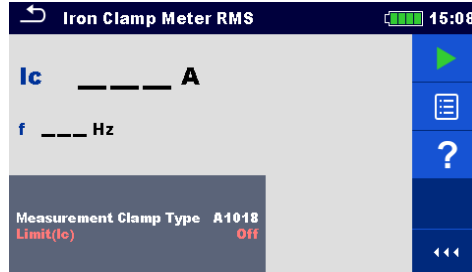 Iron Clamp Meter RMS 15:08
Ic ___ A
f ___ Hz
?
Measurement Clamp Type A1018
Limit(Ic) Off